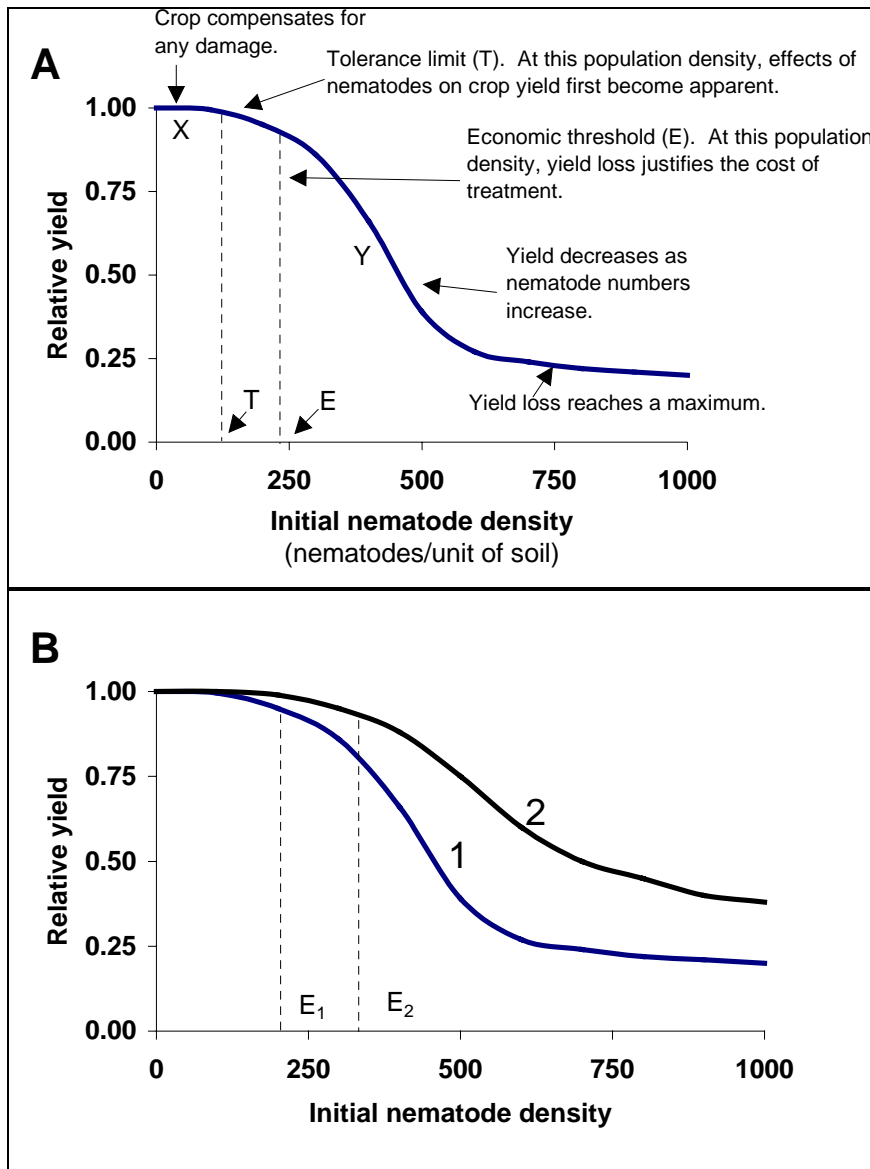 Crop compensates for
any damage.
A
Tolerance limit (T). At this population density, effects of
nematodes on crop yield first become apparent.
1.00
X
Economic threshold (E). At this population
density, yield loss justifies the cost of
treatment.
0.75
Relative yield
Y
Yield decreases as
nematode numbers
increase.
0.50
0.25
T
E
Yield loss reaches a maximum.
0.00
0 250 500 750 1000
Initial nematode density
(nematodes/unit of soil)
B
1.00
0.75
Relative yield
2
1
0.50
0.25
E₁ E₂
0.00
0 250 500 750 1000
Initial nematode density